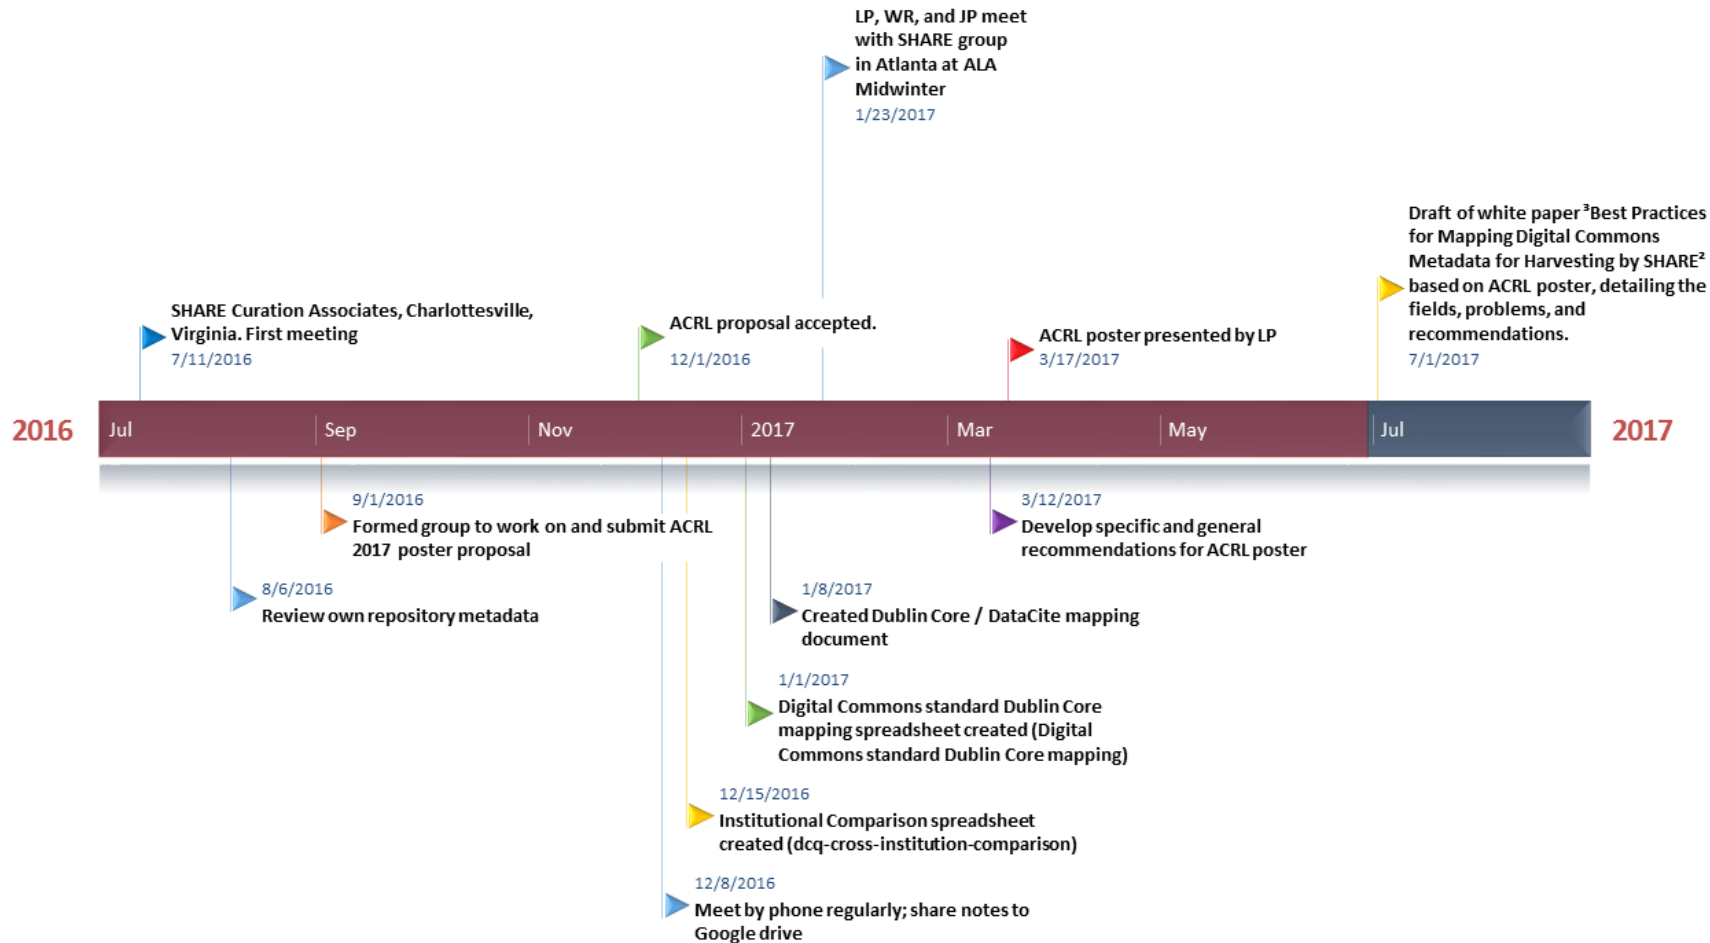 LP, WR, and JP meet
with SHARE group
in Atlanta at ALA
Midwinter
1/23/2017
Draft of white paper ³Best Practices
for Mapping Digital Commons
Metadata for Harvesting by SHARE²
based on ACRL poster, detailing the
fields, problems, and
recommendations.
7/1/2017
SHARE Curation Associates, Charlottesville,
Virginia. First meeting
7/11/2016
ACRL proposal accepted.
12/1/2016
ACRL poster presented by LP
3/17/2017
2016 Jul Sep Nov 2017 Mar May Jul 2017
9/1/2016
Formed group to work on and submit ACRL
2017 poster proposal
3/12/2017
Develop specific and general
recommendations for ACRL poster
8/6/2016
Review own repository metadata
1/8/2017
Created Dublin Core / DataCite mapping
document
1/1/2017
Digital Commons standard Dublin Core
mapping spreadsheet created (Digital
Commons standard Dublin Core mapping)
12/15/2016
Institutional Comparison spreadsheet
created (dcq-cross-institution-comparison)
12/8/2016
Meet by phone regularly; share notes to
Google drive